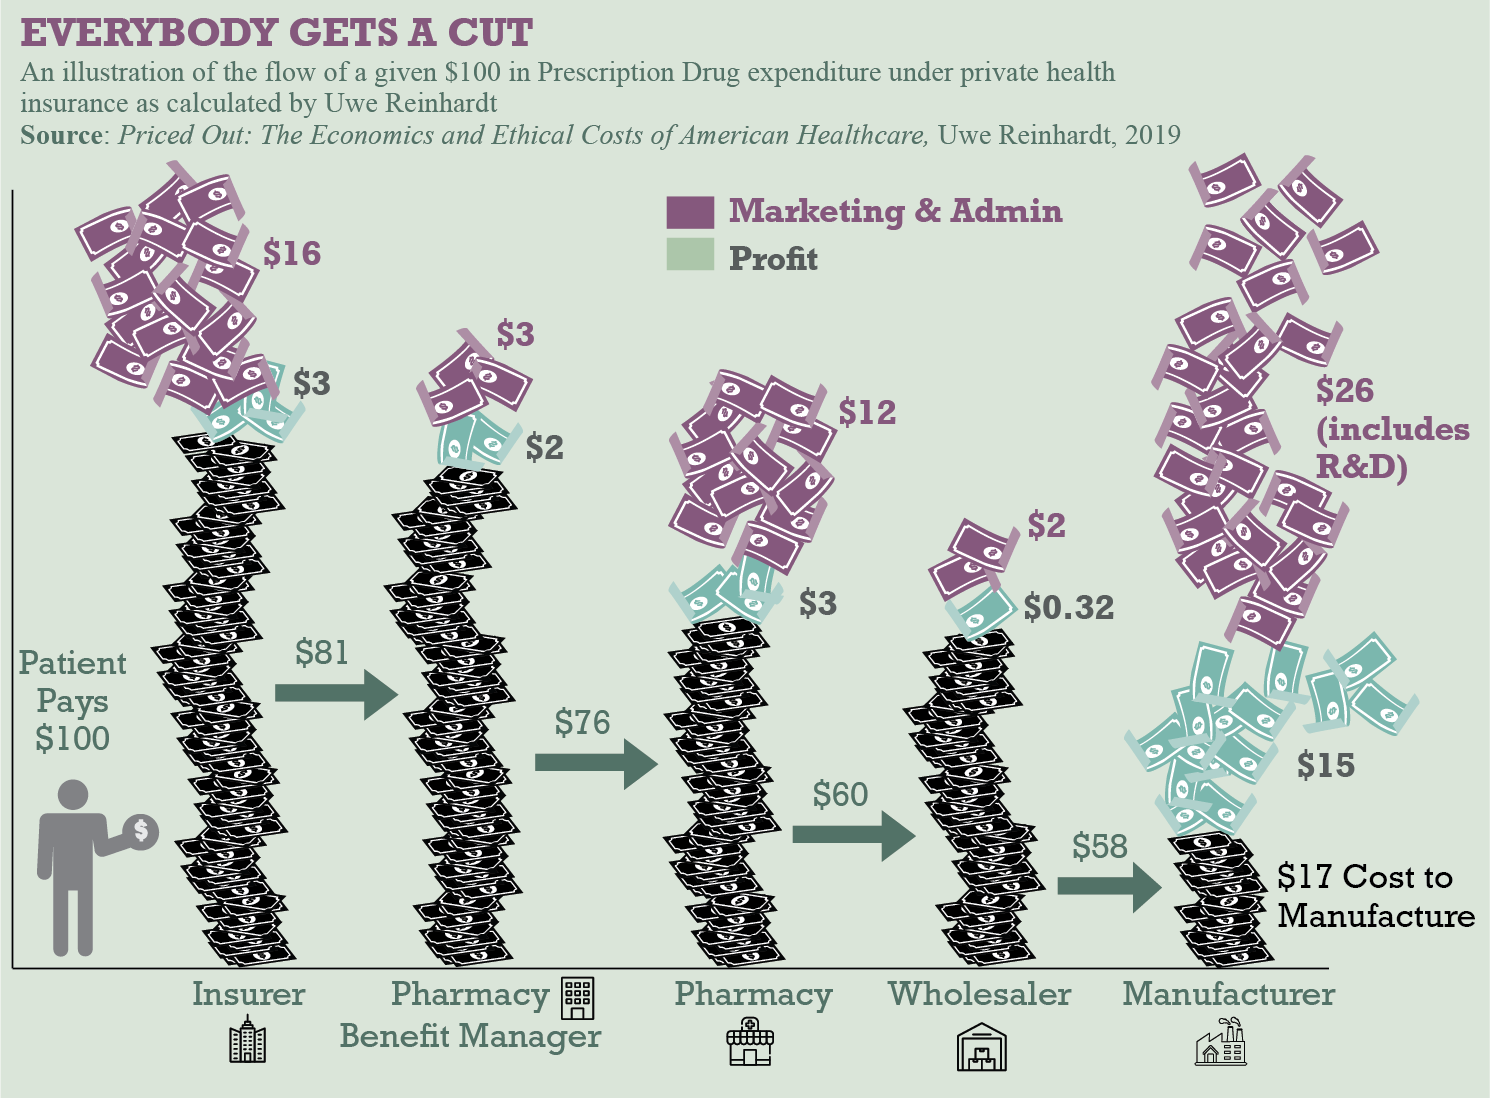 EVERYBODY GETS A CUT
An illustration of the flow of a given $100 in Prescription Drug expenditure under private health
insurance as calculated by Uwe Reinhardt
Source: Priced Out: The Economics and Ethical Costs of American Healthcare, Uwe Reinhardt, 2019
Marketing & Admin
Profit
$16
$3
$3
$2
$12
$3
$2
$0.32
$26
(includes
R&D)
$15
Patient
Pays
$100
$
$81
$76
$60
$58
$17 Cost to
Manufacture
Insurer
Pharmacy
Benefit Manager
Pharmacy
Wholesaler
Manufacturer